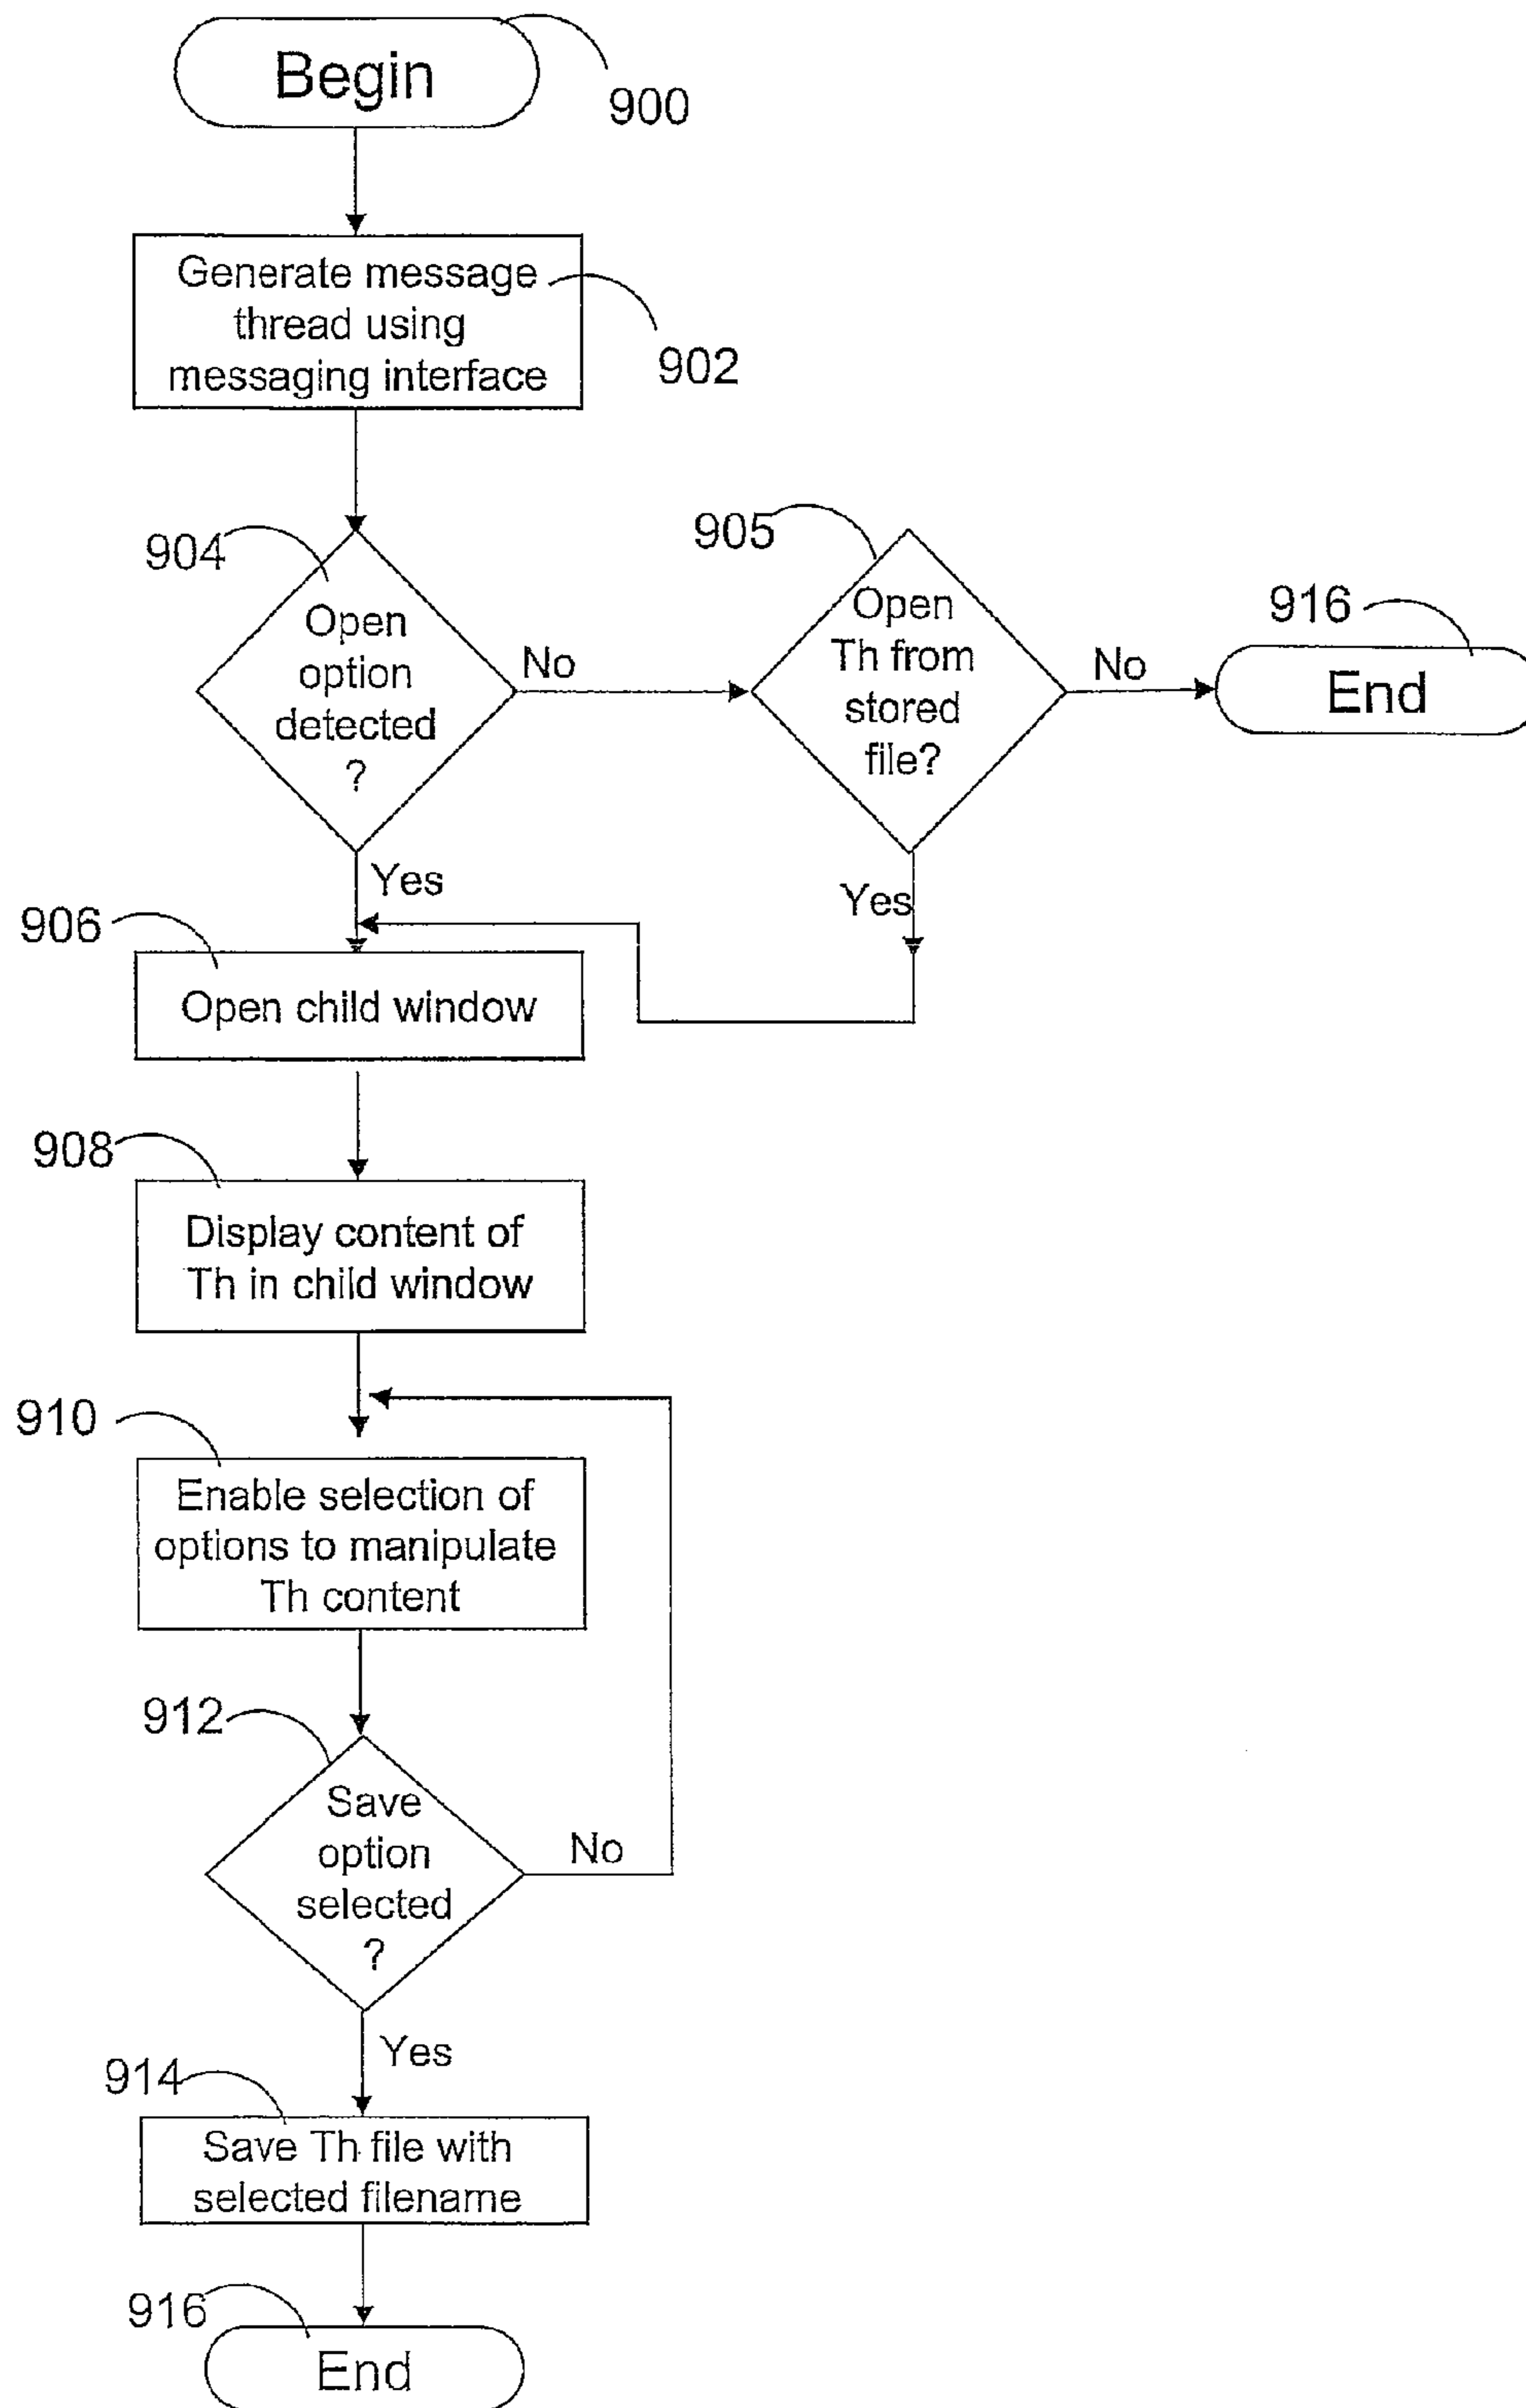 Begin
900
Generate message
thread using
messaging interface
902
904
Open
option
detected
?
No
905
Open
Th from
stored
file?
No
916
End
Yes
Yes
906
Open child window
908
Display content of
Th in child window
910
Enable selection of
options to manipulate
Th content
912
Save
option
selected
?
No
Yes
914
Save Th file with
selected filename
916
End